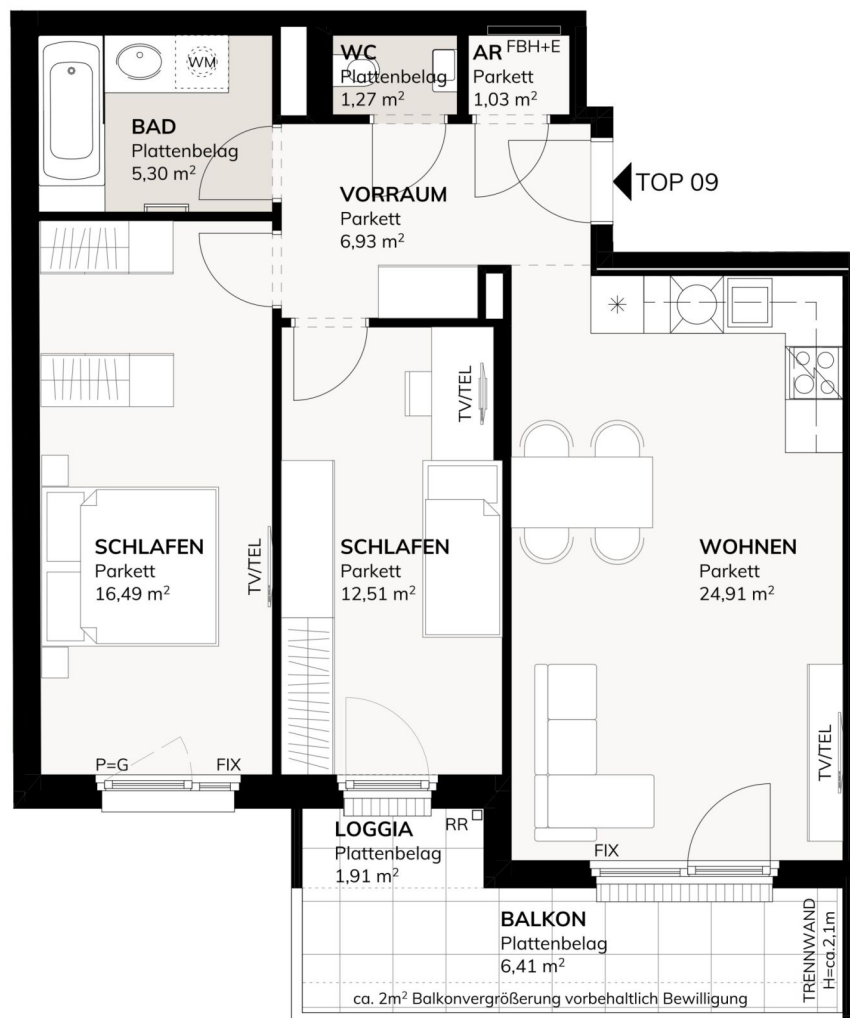 WC
Plattenbelag
1,27 m²
AR FBH+E
Parkett
1,03 m²
WM
BAD
Plattenbelag
5,30 m²
TOP 09
VORRAUM
Parkett
6,93 m²
TV/TEL
SCHLAFEN
Parkett
16,49 m²
TV/TEL
SCHLAFEN
Parkett
12,51 m²
WOHNEN
Parkett
24,91 m²
TV/TEL
P=G
FIX
LOGGIA
Plattenbelag
1,91 m²
RR
FIX
BALKON
Plattenbelag
6,41 m²
TRENNWAND
H=ca.2,1m
ca. 2m² Balkonvergrößerung vorbehaltlich Bewilligung